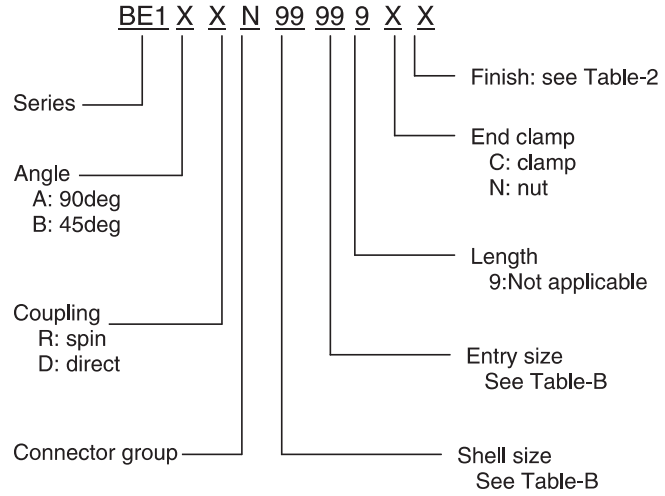 BE1 X X N 99 99 9 X X
Series
Angle
A: 90deg
B: 45deg
Coupling
R: spin
D: direct
Connector group
Finish: see Table-2
End clamp
C: clamp
N: nut
Length
9:Not applicable
Entry size
See Table-B
Shell size
See Table-B